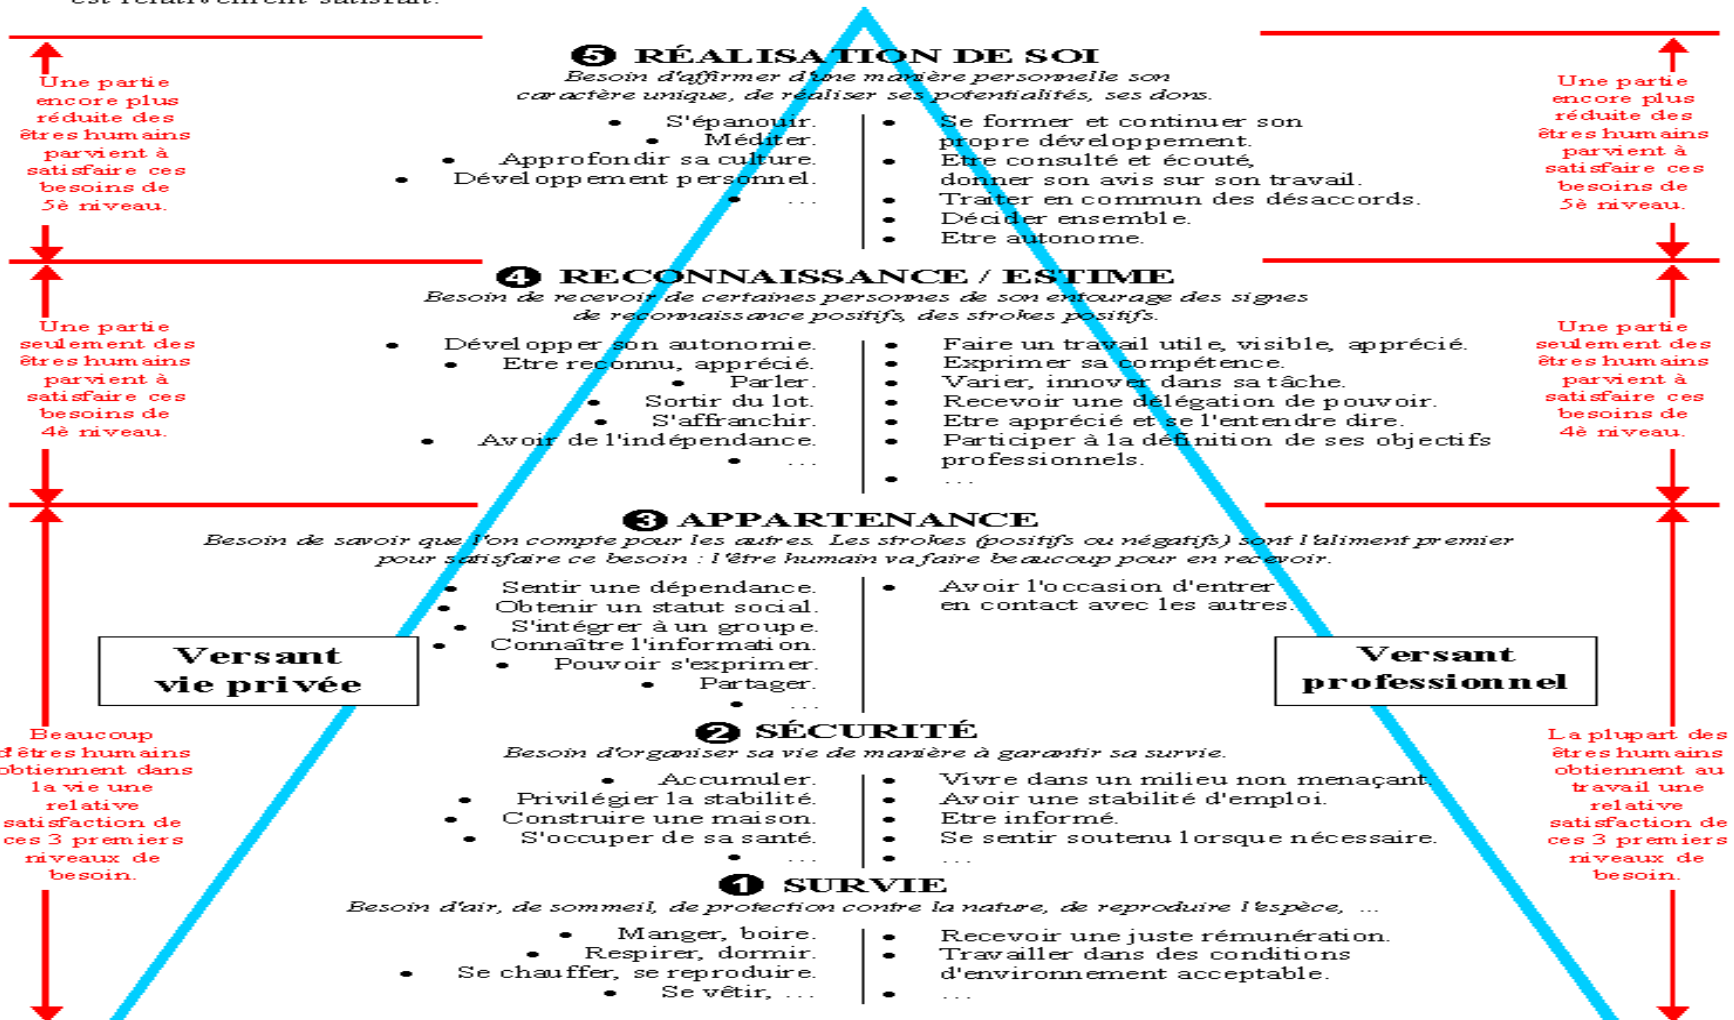 est relativement satisfait.
❺ RÉALISATION DE SOI
Besoin d'affirmer d'une manière personnelle son
caractère unique, de réaliser ses potentialités, ses dons.
Une partie
encore plus
réduite des
êtres humains
parvient à
satisfaire ces
besoins de
5è niveau.
• S'épanouir.
• Méditer.
• Approfondir sa culture.
• Développement personnel.
• ...
• Se former et continuer son
propre développement.
• Etre consulté et écouté,
donner son avis sur son travail.
• Traiter en commun des désaccords.
• Décider ensemble.
• Etre autonome.
Une partie
encore plus
réduite des
êtres humains
parvient à
satisfaire ces
besoins de
5è niveau.
❹ RECONNAISSANCE / ESTIME
Besoin de recevoir de certaines personnes de son entourage des signes
de reconnaissance positifs, des strokes positifs.
Une partie
seulement des
êtres humains
parvient à
satisfaire ces
besoins de
4è niveau.
• Développer son autonomie.
• Etre reconnu, apprécié.
• Parler.
• Sortir du lot.
• S'affranchir.
• Avoir de l'indépendance.
• ...
• Faire un travail utile, visible, apprécié.
• Exprimer sa compétence.
• Varier, innover dans sa tâche.
• Recevoir une délégation de pouvoir.
• Etre apprécié et se l'entendre dire.
• Participer à la définition de ses objectifs
professionnels.
• ...
Une partie
seulement des
êtres humains
parvient à
satisfaire ces
besoins de
4è niveau.
❸ APPARTENANCE
Besoin de savoir que l'on compte pour les autres. Les strokes (positifs ou négatifs) sont l'aliment premier
pour satisfaire ce besoin : l'être humain va faire beaucoup pour en recevoir.
• Sentir une dépendance.
• Obtenir un statut social.
• S'intégrer à un groupe.
• Connaître l'information.
• Pouvoir s'exprimer.
• Partager.
• ...
• Avoir l'occasion d'entrer
en contact avec les autres.
Versant
vie privée
Versant
professionnel
❷ SÉCURITÉ
Besoin d'organiser sa vie de manière à garantir sa survie.
Beaucoup
d'êtres humains
obtiennent dans
la vie une
relative
satisfaction de
ces 3 premiers
niveaux de
besoin.
• Accumuler.
• Privilégier la stabilité.
• Construire une maison.
• S'occuper de sa santé.
• ...
• Vivre dans un milieu non menaçant.
• Avoir une stabilité d'emploi.
• Etre informé.
• Se sentir soutenu lorsque nécessaire.
• ...
La plupart des
êtres humains
obtiennent au
travail une
relative
satisfaction de
ces 3 premiers
niveaux de
besoin.
❶ SURVIE
Besoin d'air, de sommeil, de protection contre la nature, de reproduire l'espèce, ...
• Manger, boire.
• Respirer, dormir.
• Se chauffer, se reproduire.
• Se vêtir, ...
• Recevoir une juste rémunération.
• Travailler dans des conditions
d'environnement acceptable.
• ...